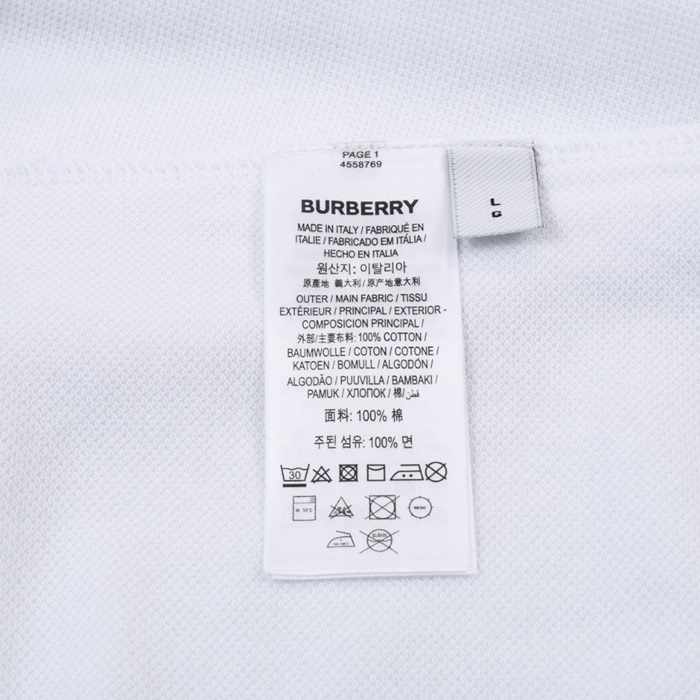 PAGE 1
4558769
BURBERRY
MADE IN ITALY / FABRIQUÉ EN
ITALIE / FABRICADO EM ITÁLIA /
HECHO EN ITALIA
원산지: 이탈리아
原產地 義大利 / 原产地意大利
OUTER / MAIN FABRIC / TISSU
EXTÉRIEUR / PRINCIPAL / EXTERIOR -
COMPOSICION PRINCIPAL /
外部/主要布料: 100% COTTON /
BAUMWOLLE / COTON / COTONE /
KATOEN / BOMULL / ALGODÓN /
ALGODÃO / PUUVILLA / BAMBAKI /
PAMUK / ХЛОПОК / 棉/ قطن
面料: 100% 棉
주된 섬유: 100% 면
30
L
G